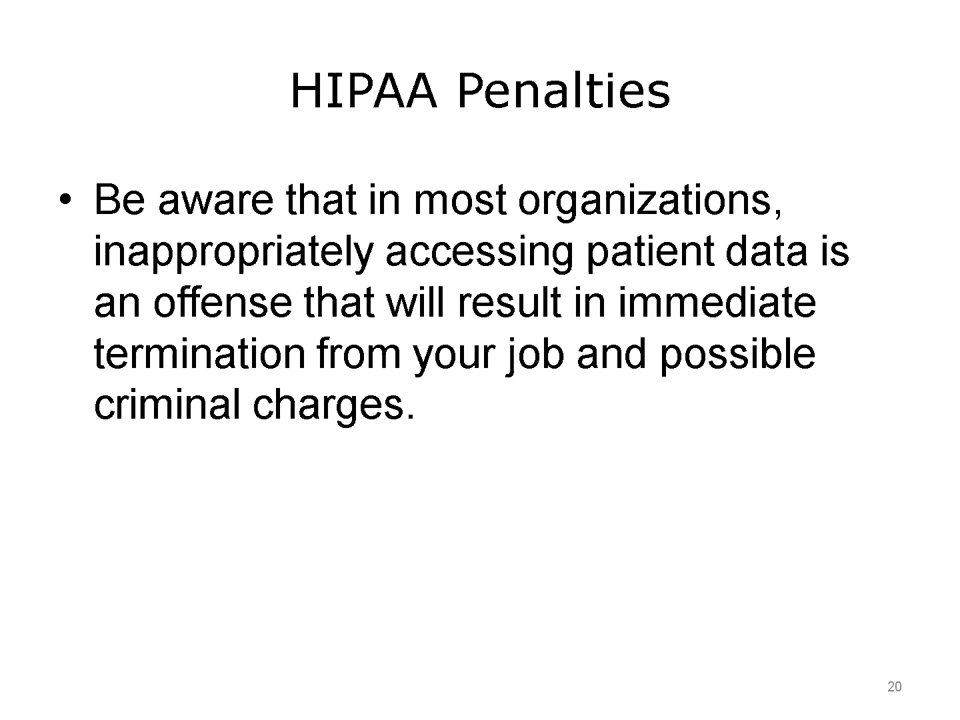 HIPAA Penalties
• Be aware that in most organizations,
inappropriately accessing patient data is
an offense that will result in immediate
termination from your job and possible
criminal charges.
20